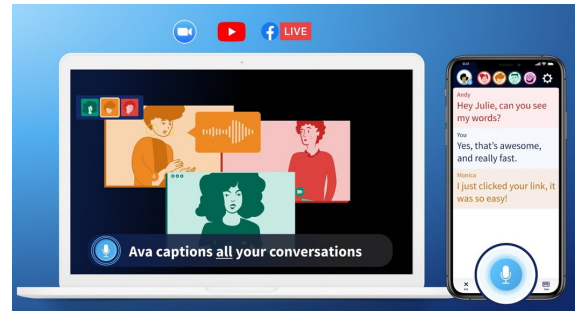 LIVE
Ava captions all your conversations
Andy
Hey Julie, can you see
my words?
You
Yes, that's awesome,
and really fast.
Monica
I just clicked your link, it
was so easy!